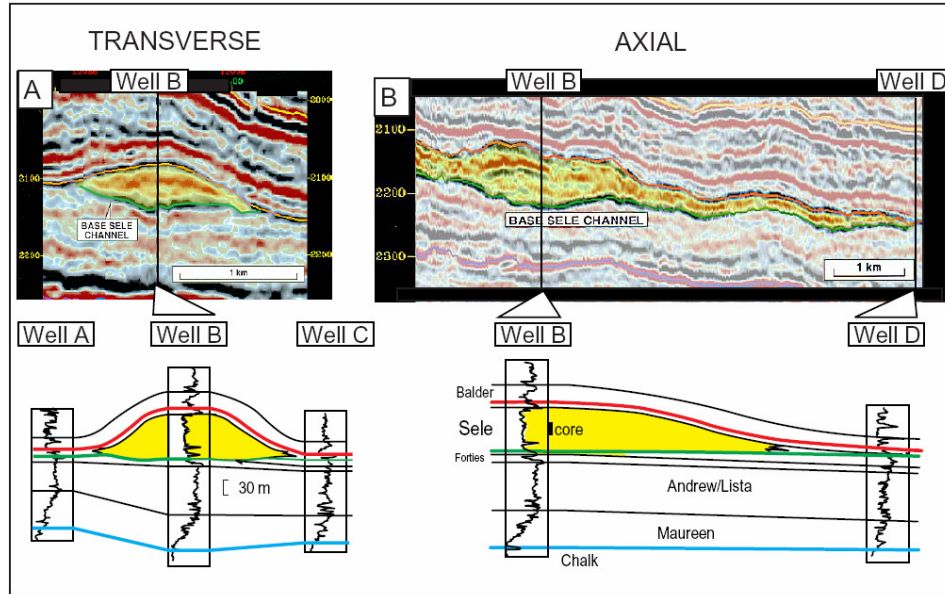 TRANSVERSE
AXIAL
A
Well B
B
Well B
Well D
2000
2100
2100
2200
2200
2100
2200
2300
BASE SELE
CHANNEL
BASE SELE CHANNEL
1 km
1 km
Well A
Well B
Well C
Well B
Well D
Balder
Sele
core
Forties
30 m
Andrew/Lista
Maureen
Chalk